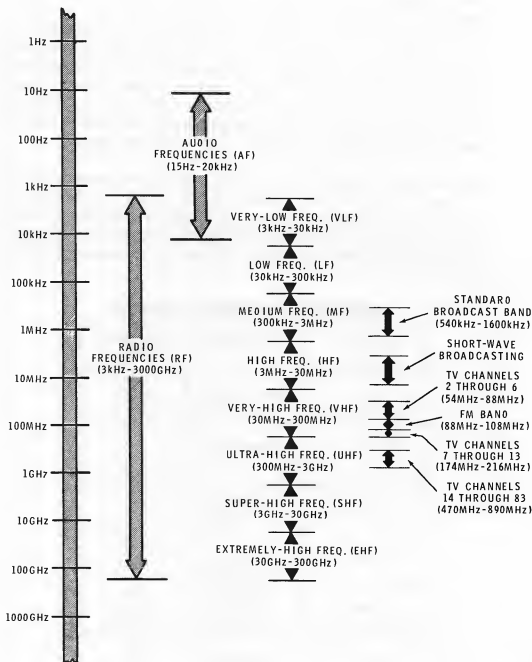 1Hz
10Hz
100Hz
1kHz
10kHz
100kHz
1MHz
10MHz
100MHz
1GHz
10GHz
100GHz
1000GHz
AUDIO
FREQUENCIES (AF)
(15Hz-20kHz)
RADIO
FREQUENCIES (RF)
(3kHz-3000GHz)
VERY-LOW FREQ. (VLF)
(3kHz-30kHz)
LOW FREQ. (LF)
(30kHz-300kHz)
MEDIUM FREQ. (MF)
(300kHz-3MHz)
HIGH FREQ. (HF)
(3MHz-30MHz)
VERY-HIGH FREQ. (VHF)
(30MHz-300MHz)
ULTRA-HIGH FREQ. (UHF)
(300MHz-3GHz)
SUPER-HIGH FREQ. (SHF)
(3GHz-30GHz)
EXTREMELY-HIGH FREQ. (EHF)
(30GHz-300GHz)
STANDARD
BROADCAST BAND
(540kHz-1600kHz)
SHORT-WAVE
BROADCASTING
TV CHANNELS
2 THROUGH 6
(54MHz-88MHz)
FM BAND
(88MHz-108MHz)
TV CHANNELS
7 THROUGH 13
(174MHz-216MHz)
TV CHANNELS
14 THROUGH 83
(470MHz-890MHz)